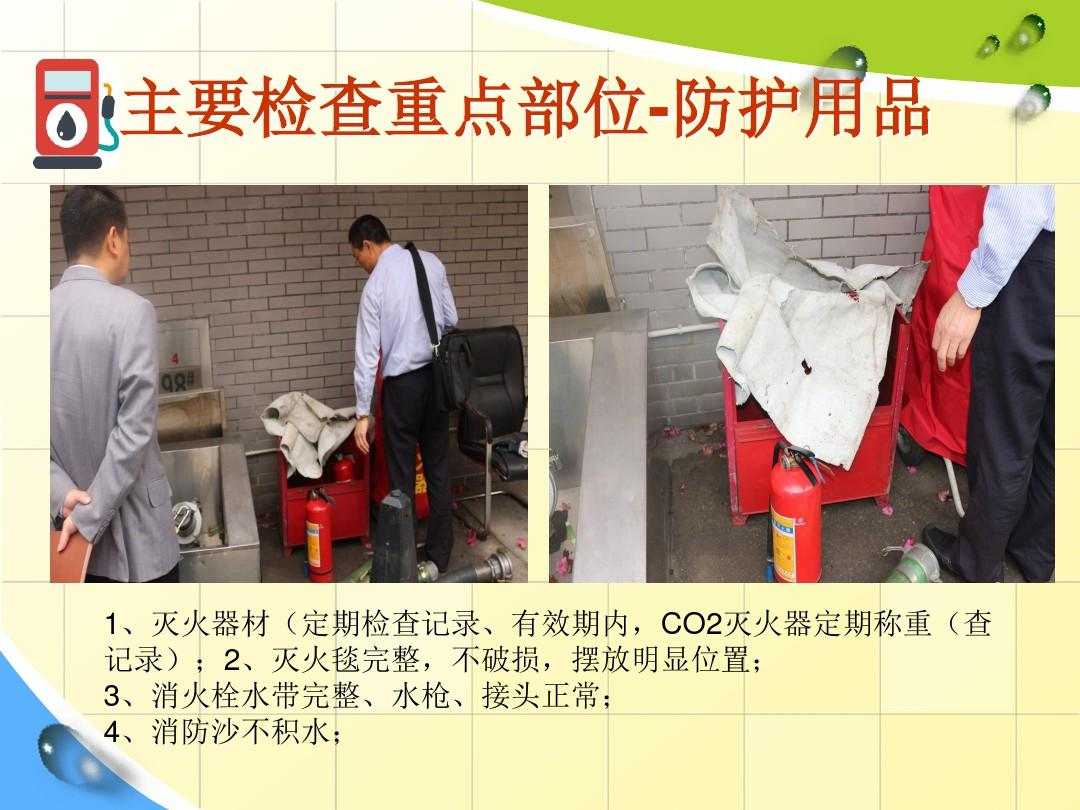 主要检查重点部位-防护用品
4
98#
1、灭火器材（定期检查记录、有效期内，CO2灭火器定期称重（查
记录）；2、灭火毯完整，不破损，摆放明显位置；
3、消火栓水带完整、水枪、接头正常；
4、消防沙不积水；